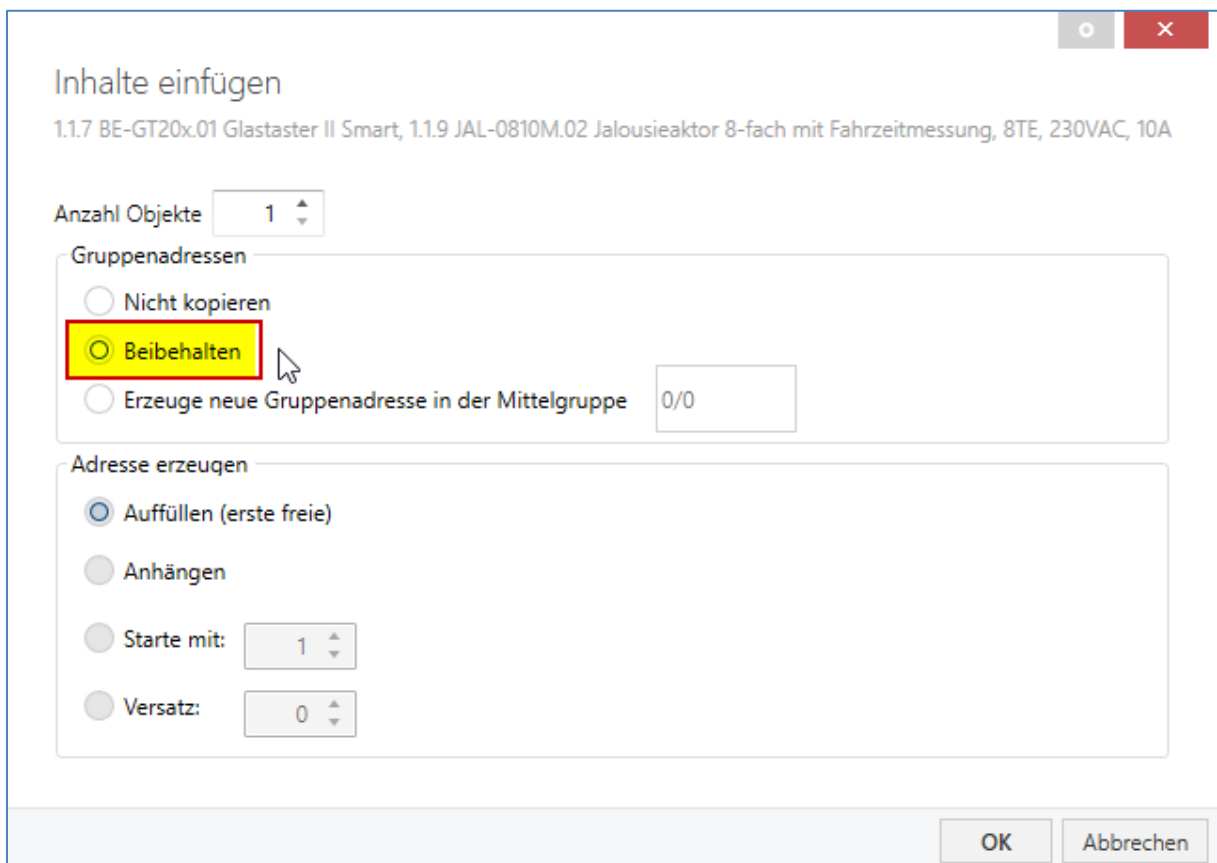 Inhalte einfügen
1.1.7 BE-GT20x.01 Glastaster II Smart, 1.1.9 JAL-0810M.02 Jalousieaktor 8-fach mit Fahrzeitmessung, 8TE, 230VAC, 10A
Anzahl Objekte 1
Gruppenadressen
Nicht kopieren
Beibehalten
Erzeuge neue Gruppenadresse in der Mittelgruppe 0/0
Adresse erzeugen
Auffüllen (erste freie)
Anhängen
Starte mit: 1
Versatz: 0
OK Abbrechen